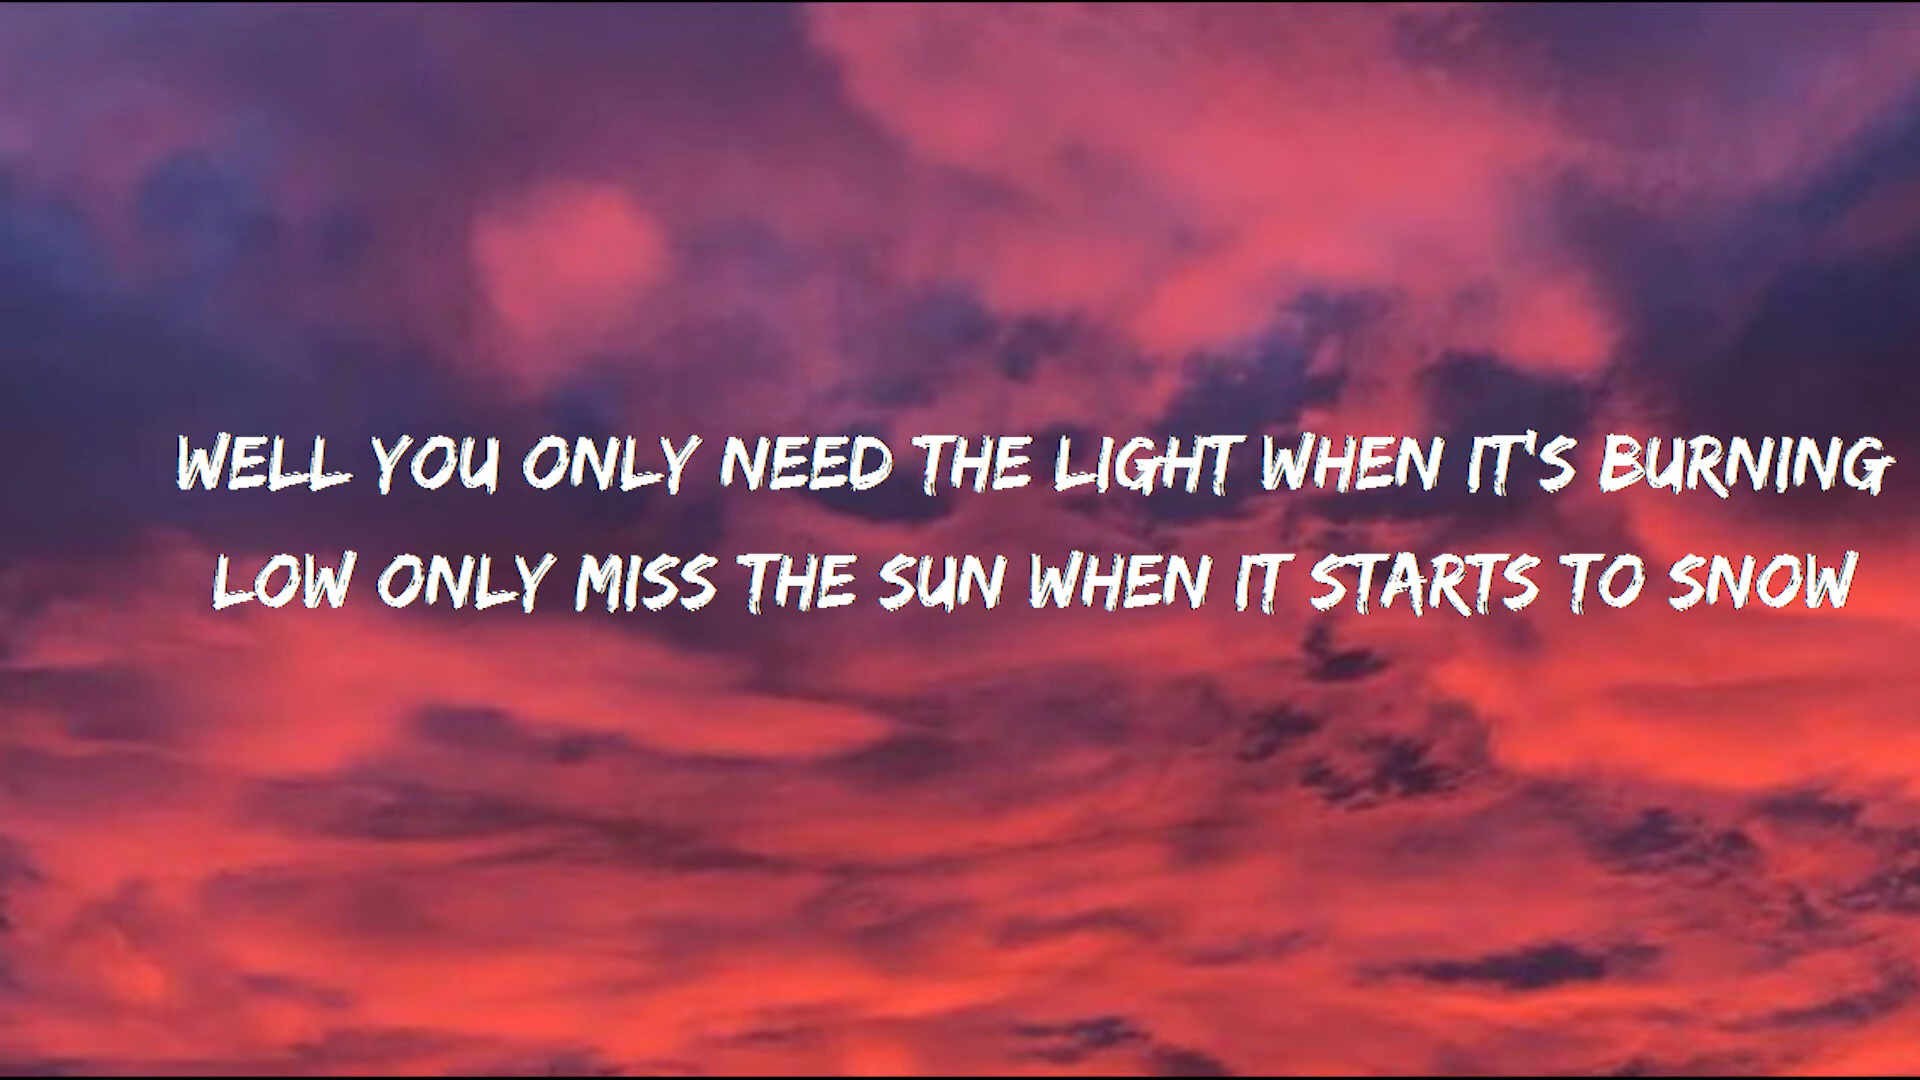 WELL YOU ONLY NEED THE LIGHT WHEN IT'S BURNING
LOW ONLY MISS THE SUN WHEN IT STARTS TO SNOW